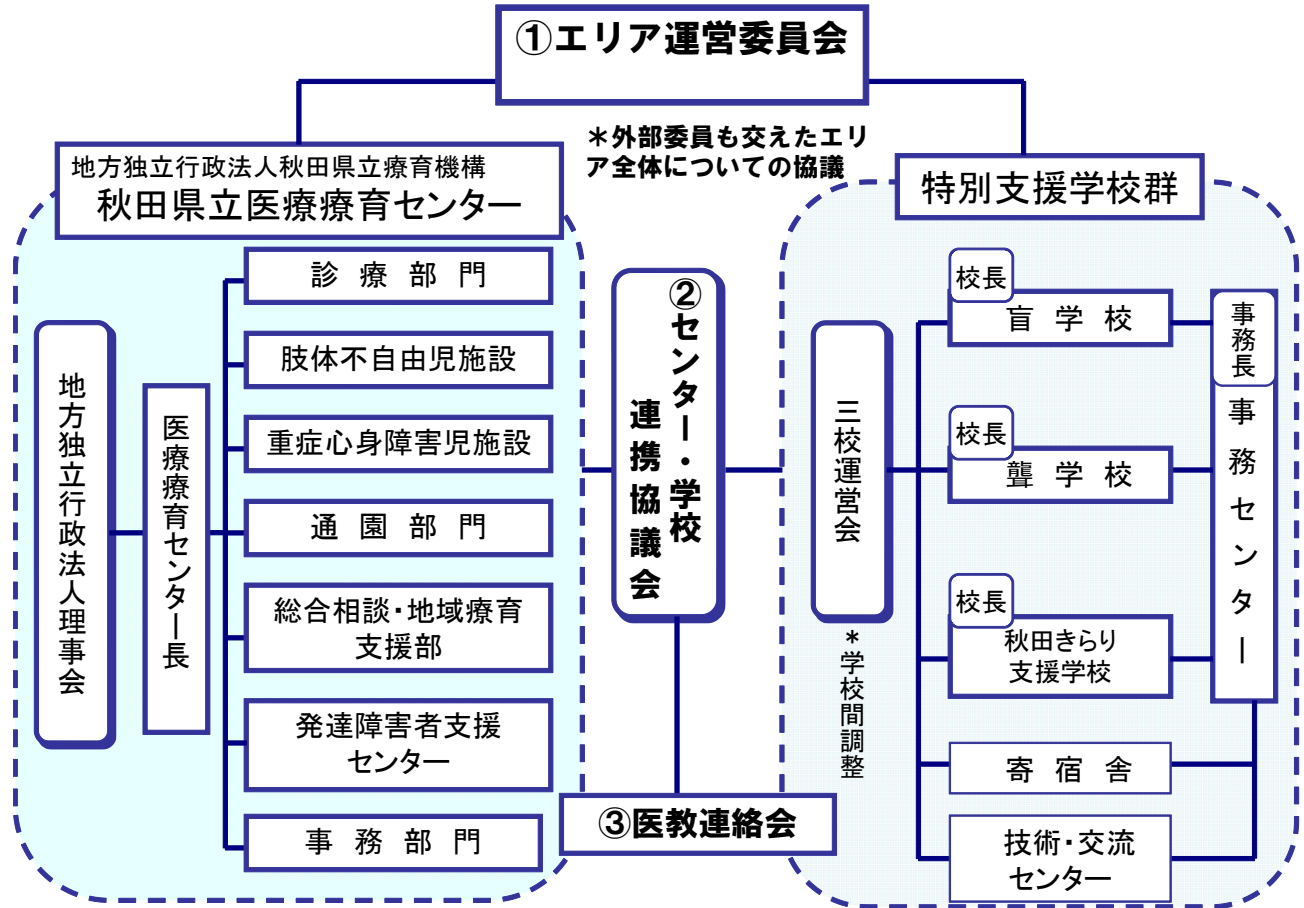 ①エリア運営委員会
＊外部委員も交えたエリ
ア全体についての協議
地方独立行政法人秋田県立療育機構
秋田県立医療療育センター
地方独立行政法人理事会
医療療育センター長
診療部門
肢体不自由児施設
重症心身障害児施設
通園部門
総合相談・地域療育
支援部
発達障害者支援
センター
事務部門
②センター・学校
連携協議会
③医教連絡会
特別支援学校群
三校運営会
＊学校間調整
校長
盲学校
校長
聾学校
校長
秋田きらり
支援学校
寄宿舎
技術・交流
センター
事務長
事務センター